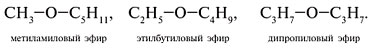 CH₃—O—C₅H₁₁, C₂H₅—O—C₄H₉, C₃H₇—O—C₃H₇.
метиламиловый эфир этилбутиловый эфир дипропиловый эфир